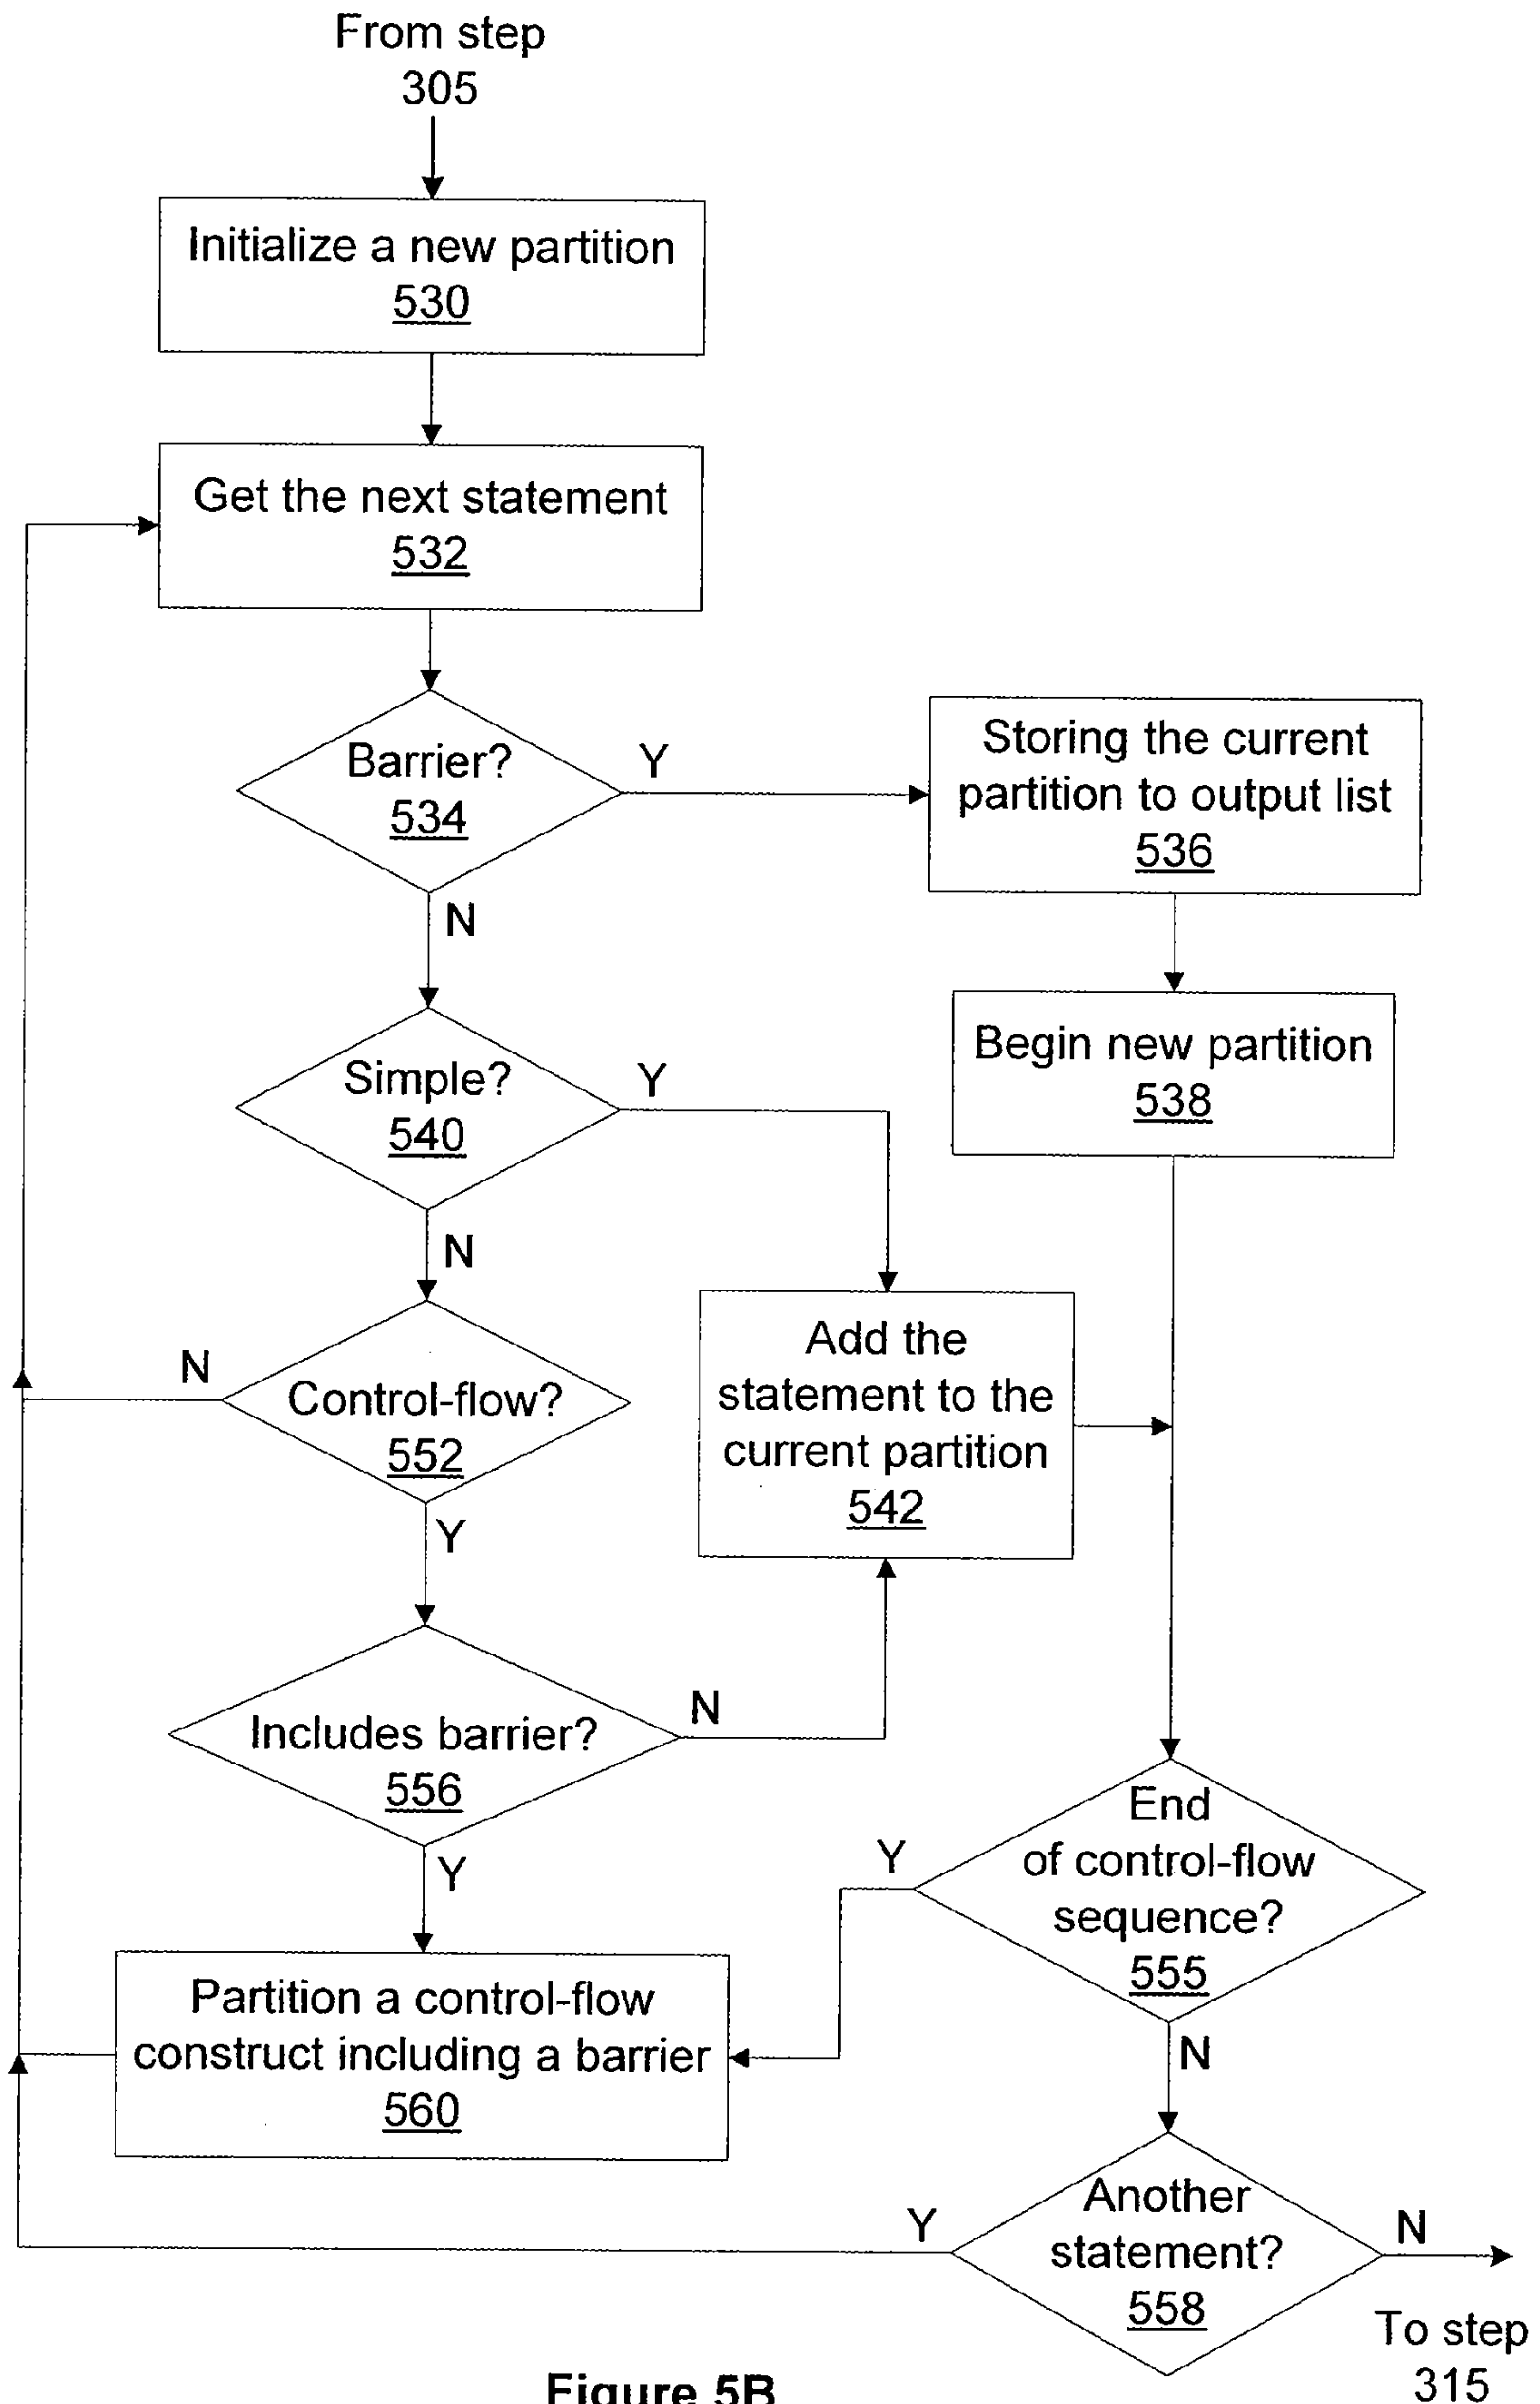 From step
305
Initialize a new partition
530
Get the next statement
532
Barrier?
534
Y
N
Storing the current
partition to output list
536
Begin new partition
538
Simple?
540
Y
N
Control-flow?
552
N
Y
Add the
statement to the
current partition
542
Includes barrier?
556
N
Y
End
of control-flow
sequence?
555
Y
N
Partition a control-flow
construct including a barrier
560
Another
statement?
558
Y
N
To step
315
Figure 5B